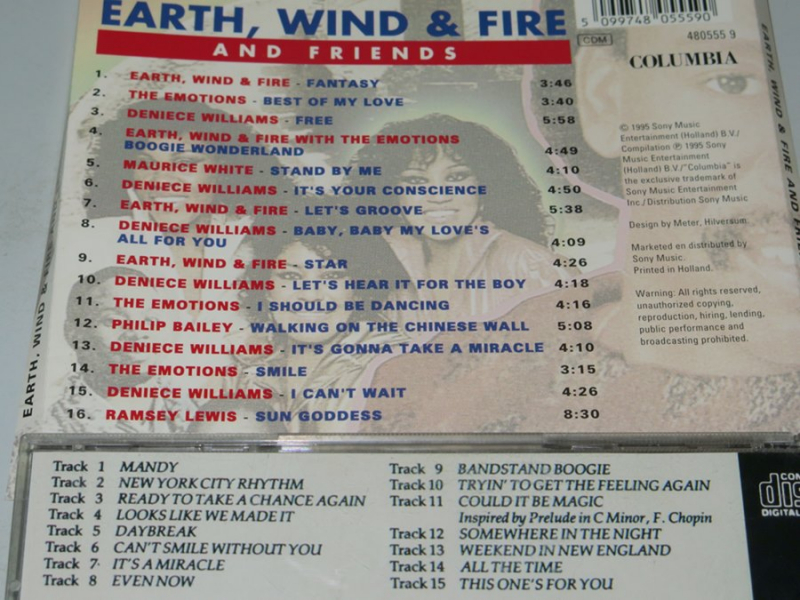 EARTH, WIND & FIRE
AND FRIENDS
1. EARTH, WIND & FIRE - FANTASY 3:46
2. THE EMOTIONS - BEST OF MY LOVE 3:40
3. DENIECE WILLIAMS - FREE 5:58
4. EARTH, WIND & FIRE WITH THE EMOTIONS
BOOGIE WONDERLAND 4:49
5. MAURICE WHITE - STAND BY ME 4:10
6. DENIECE WILLIAMS - IT'S YOUR CONSCIENCE 4:50
7. EARTH, WIND & FIRE - LET'S GROOVE 5:38
8. DENIECE WILLIAMS - BABY, BABY MY LOVE'S
ALL FOR YOU 4:09
9. EARTH, WIND & FIRE - STAR 4:26
10. DENIECE WILLIAMS - LET'S HEAR IT FOR THE BOY 4:18
11. THE EMOTIONS - I SHOULD BE DANCING 4:16
12. PHILIP BAILEY - WALKING ON THE CHINESE WALL 5:08
13. DENIECE WILLIAMS - IT'S GONNA TAKE A MIRACLE 4:10
14. THE EMOTIONS - SMILE 3:15
15. DENIECE WILLIAMS - I CAN'T WAIT 4:26
16. RAMSEY LEWIS - SUN GODDESS 8:30
5 099748 055590
CDM 480555 9
COLUMBIA
© 1995 Sony Music
Entertainment (Holland) B.V./
Compilation ℗ 1995 Sony
Music Entertainment
(Holland) B.V./"Columbia" is
the exclusive trademark of
Sony Music Entertainment
Inc./Distribution Sony Music
Design by Meter, Hilversum.
Marketed en distributed by
Sony Music.
Printed in Holland.
Warning: All rights reserved,
unauthorized copying,
reproduction, hiring, lending,
public performance and
broadcasting prohibited.
EARTH, WIND & FIRE
EARTH, WIND & FIRE AND
Track 1 MANDY
Track 2 NEW YORK CITY RHYTHM
Track 3 READY TO TAKE A CHANCE AGAIN
Track 4 LOOKS LIKE WE MADE IT
Track 5 DAYBREAK
Track 6 CAN'T SMILE WITHOUT YOU
Track 7 IT'S A MIRACLE
Track 8 EVEN NOW
Track 9 BANDSTAND BOOGIE
Track 10 TRYIN' TO GET THE FEELING AGAIN
Track 11 COULD IT BE MAGIC
Inspired by Prelude in C Minor, F. Chopin
Track 12 SOMEWHERE IN THE NIGHT
Track 13 WEEKEND IN NEW ENGLAND
Track 14 ALL THE TIME
Track 15 THIS ONE'S FOR YOU